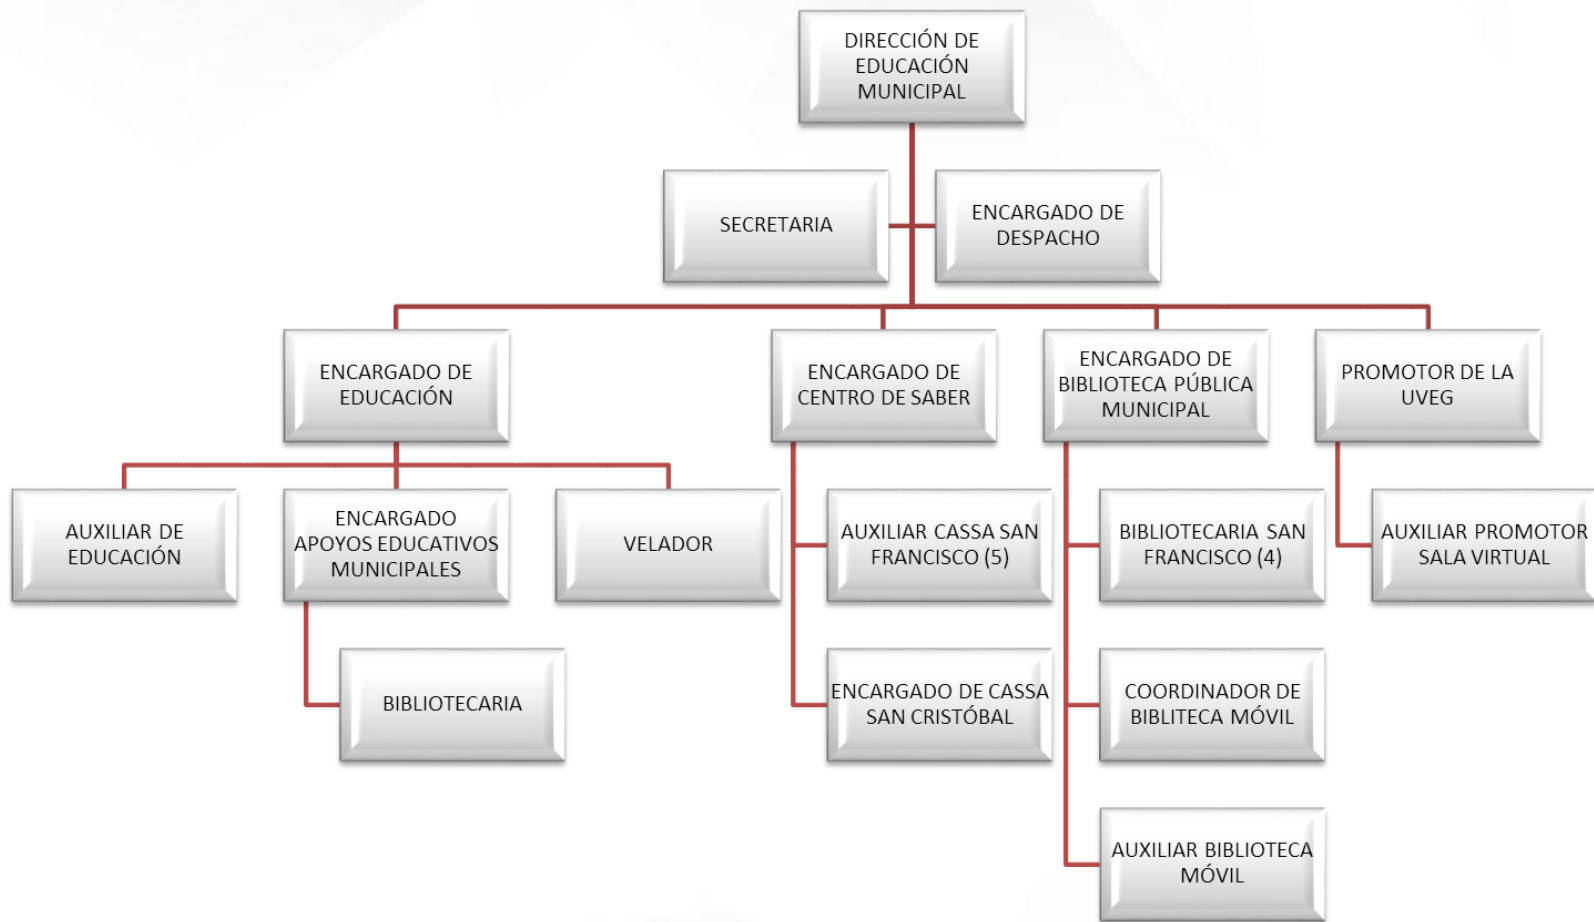 DIRECCIÓN DE
EDUCACIÓN
MUNICIPAL
SECRETARIA
ENCARGADO DE
DESPACHO
ENCARGADO DE
EDUCACIÓN
ENCARGADO DE
CENTRO DE SABER
ENCARGADO DE
BIBLIOTECA PÚBLICA
MUNICIPAL
PROMOTOR DE LA
UVEG
AUXILIAR DE
EDUCACIÓN
ENCARGADO
APOYOS EDUCATIVOS
MUNICIPALES
VELADOR
AUXILIAR CASSA SAN
FRANCISCO (5)
BIBLIOTECARIA SAN
FRANCISCO (4)
AUXILIAR PROMOTOR
SALA VIRTUAL
BIBLIOTECARIA
ENCARGADO DE CASSA
SAN CRISTÓBAL
COORDINADOR DE
BIBLITECA MÓVIL
AUXILIAR BIBLIOTECA
MÓVIL